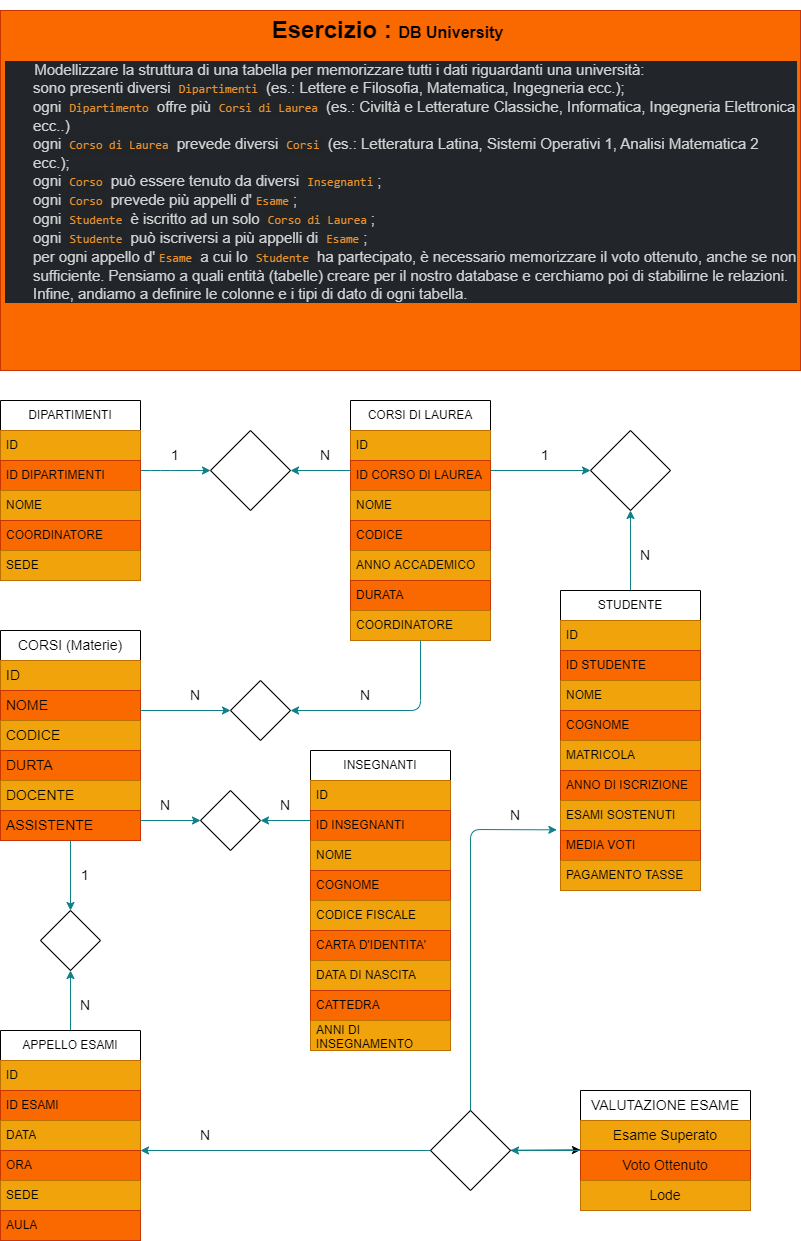 Esercizio : DB University
Modellizzare la struttura di una tabella per memorizzare tutti i dati riguardanti una università:
sono presenti diversi Dipartimenti (es.: Lettere e Filosofia, Matematica, Ingegneria ecc.);
ogni Dipartimento offre più Corsi di Laurea (es.: Civiltà e Letterature Classiche, Informatica, Ingegneria Elettronica
ecc..)
ogni Corso di Laurea prevede diversi Corsi (es.: Letteratura Latina, Sistemi Operativi 1, Analisi Matematica 2
ecc.);
ogni Corso può essere tenuto da diversi Insegnanti;
ogni Corso prevede più appelli d'Esame;
ogni Studente è iscritto ad un solo Corso di Laurea;
ogni Studente può iscriversi a più appelli di Esame;
per ogni appello d'Esame a cui lo Studente ha partecipato, è necessario memorizzare il voto ottenuto, anche se non
sufficiente. Pensiamo a quali entità (tabelle) creare per il nostro database e cerchiamo poi di stabilirne le relazioni.
Infine, andiamo a definire le colonne e i tipi di dato di ogni tabella.
DIPARTIMENTI
ID
ID DIPARTIMENTI
NOME
COORDINATORE
SEDE
1
N
CORSI DI LAUREA
ID
ID CORSO DI LAUREA
NOME
CODICE
ANNO ACCADEMICO
DURATA
COORDINATORE
1
N
STUDENTE
ID
ID STUDENTE
NOME
COGNOME
MATRICOLA
ANNO DI ISCRIZIONE
ESAMI SOSTENUTI
MEDIA VOTI
PAGAMENTO TASSE
CORSI (Materie)
ID
NOME
CODICE
DURTA
DOCENTE
ASSISTENTE
N
N
N
N
INSEGNANTI
ID
ID INSEGNANTI
NOME
COGNOME
CODICE FISCALE
CARTA D'IDENTITA'
DATA DI NASCITA
CATTEDRA
ANNI DI
INSEGNAMENTO
N
1
N
APPELLO ESAMI
ID
ID ESAMI
DATA
ORA
SEDE
AULA
N
VALUTAZIONE ESAME
Esame Superato
Voto Ottenuto
Lode